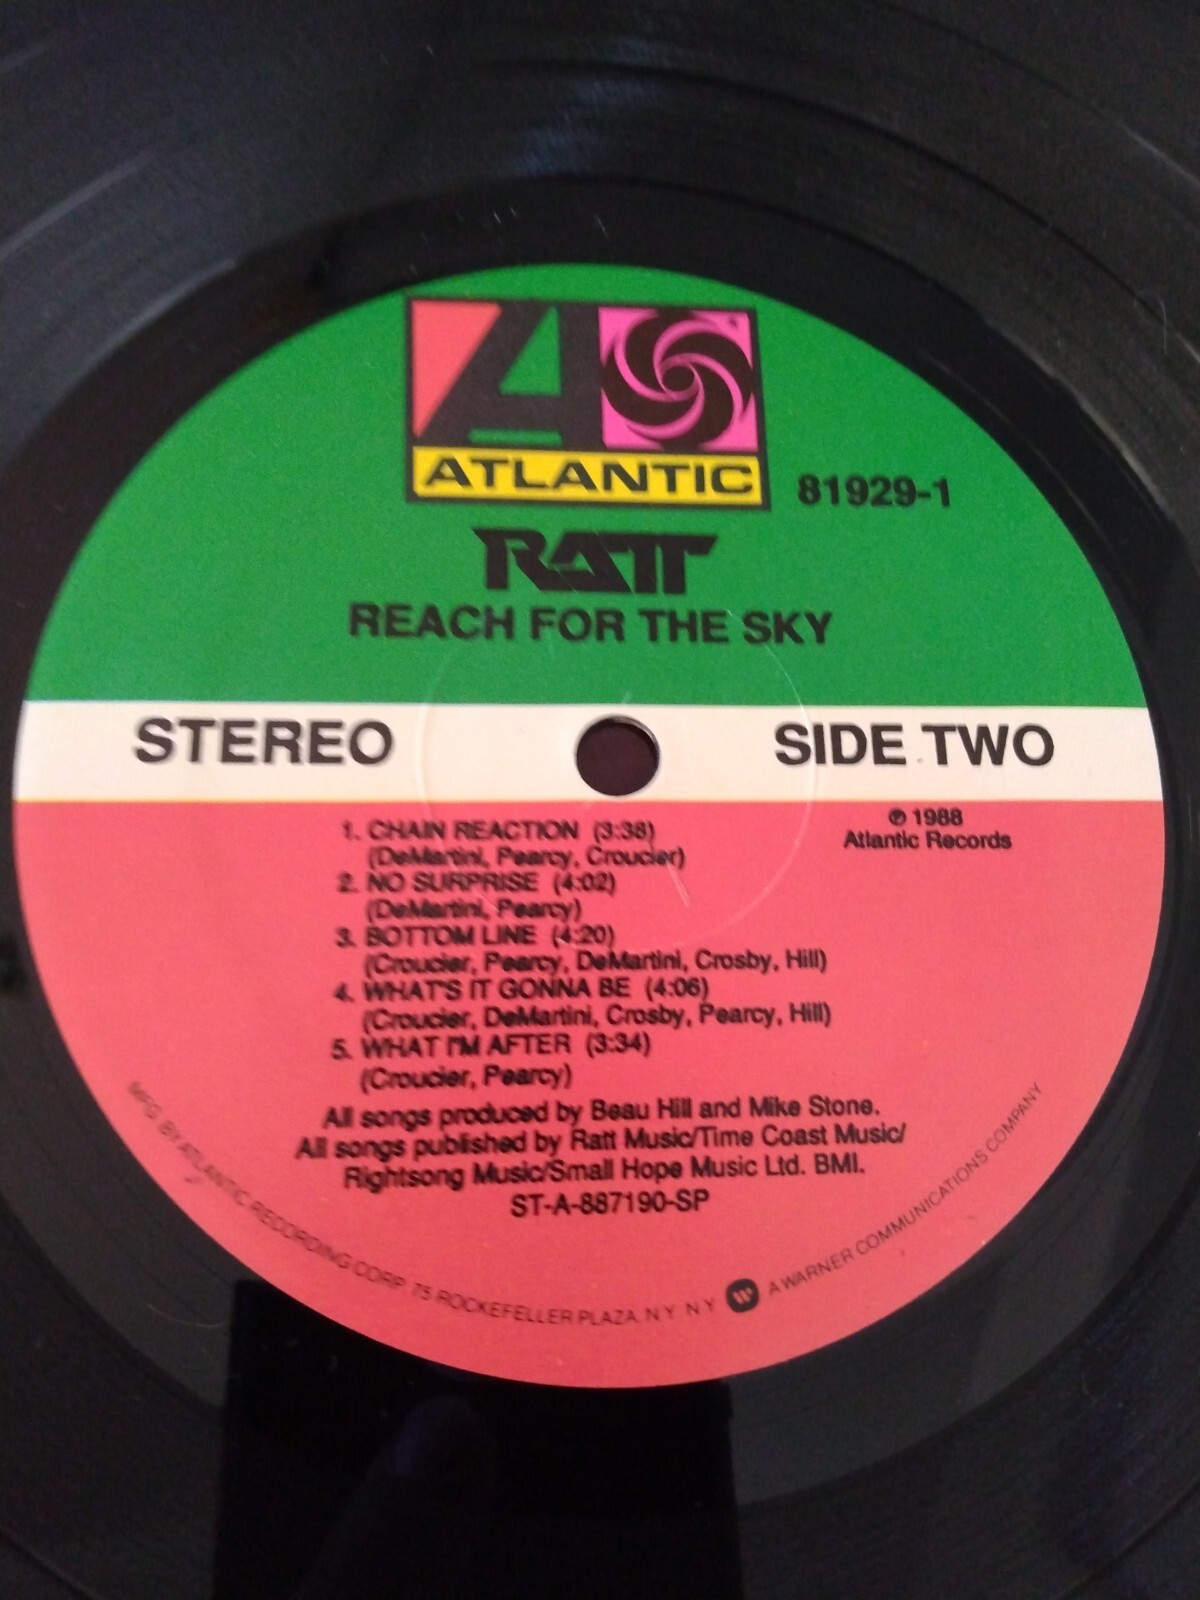 ATLANTIC
81929-1
RATT
REACH FOR THE SKY
STEREO
SIDE TWO
℗ 1988
Atlantic Records
1. CHAIN REACTION (3:38)
(DeMartini, Pearcy, Croucier)
2. NO SURPRISE (4:02)
(DeMartini, Pearcy)
3. BOTTOM LINE (4:20)
(Croucier, Pearcy, DeMartini, Crosby, Hill)
4. WHAT'S IT GONNA BE (4:06)
(Croucier, DeMartini, Crosby, Pearcy, Hill)
5. WHAT I'M AFTER (3:34)
(Croucier, Pearcy)
All songs produced by Beau Hill and Mike Stone.
All songs published by Ratt Music/Time Coast Music/
Rightsong Music/Small Hope Music Ltd. BMI.
ST-A-887190-SP
MFG. BY ATLANTIC RECORDING CORP. 75 ROCKEFELLER PLAZA, N Y N Y A WARNER COMMUNICATIONS COMPANY